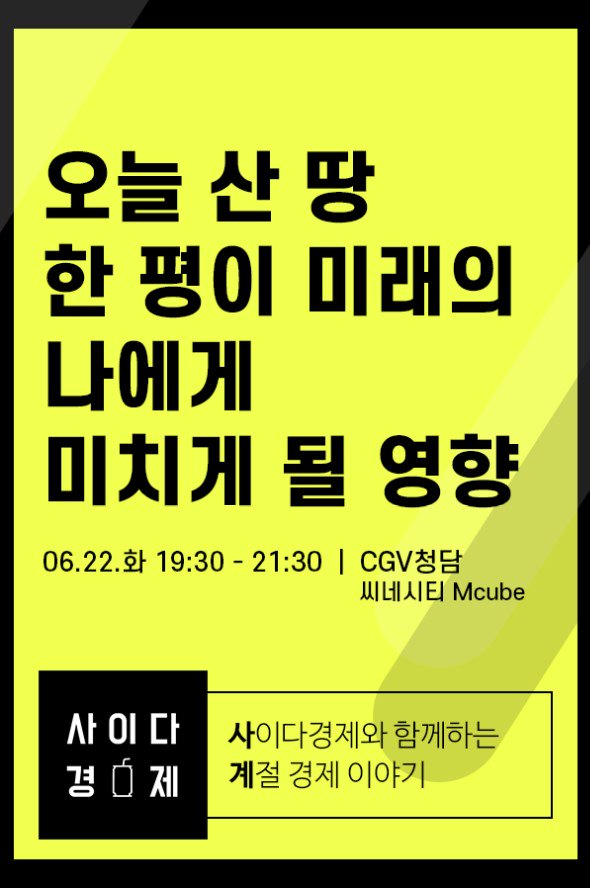 오늘 산 땅
한 평이 미래의
나에게
미치게 될 영향
06.22.화 19:30 - 21:30 | CGV청담
씨네시티 Mcube
사이다
경제
사이다경제와 함께하는
계절 경제 이야기